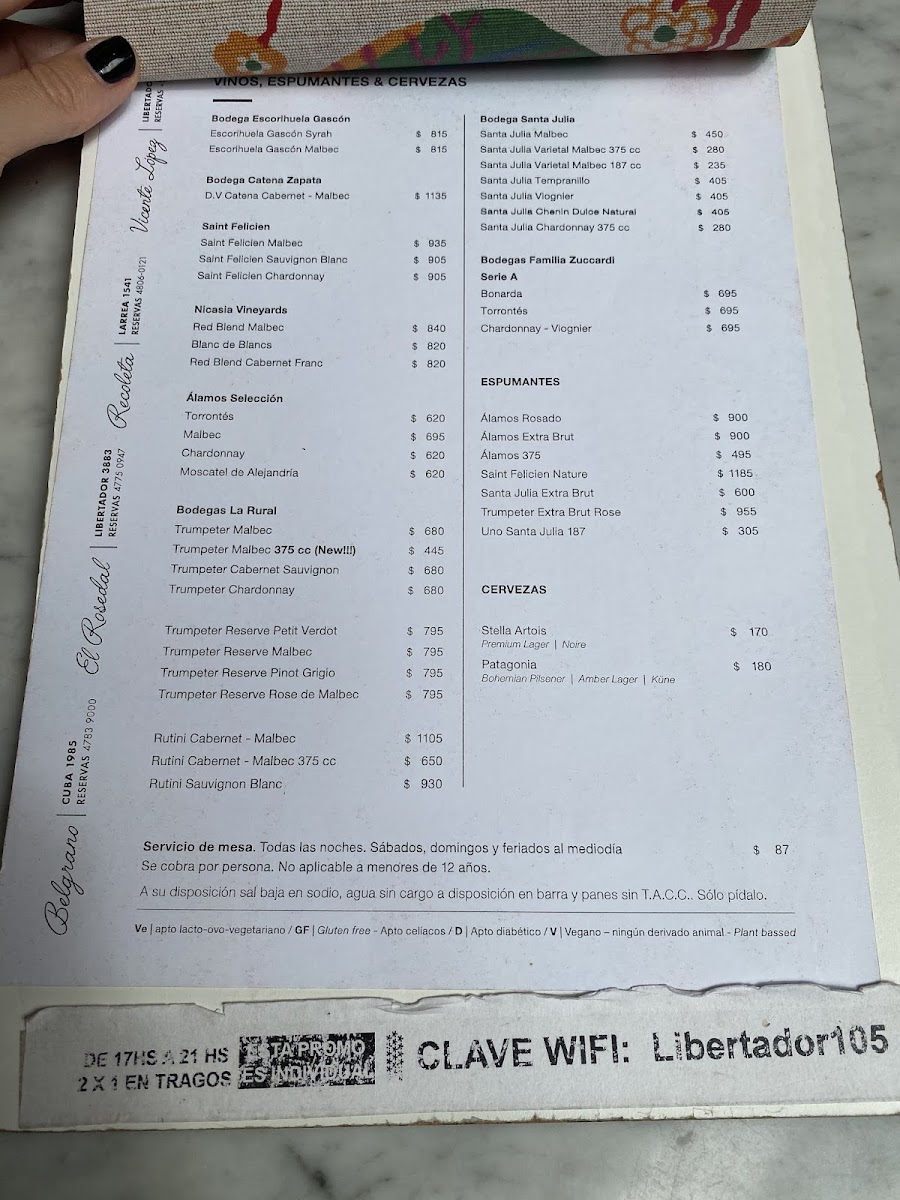 VINOS, ESPUMANTES & CERVEZAS
Bodega Escorihuela Gascón
Escorihuela Gascón Syrah $ 815
Escorihuela Gascón Malbec $ 815
Bodega Catena Zapata
D.V Catena Cabernet - Malbec $ 1135
Saint Felicien
Saint Felicien Malbec $ 935
Saint Felicien Sauvignon Blanc $ 905
Saint Felicien Chardonnay $ 905
Nicasia Vineyards
Red Blend Malbec $ 840
Blanc de Blancs $ 820
Red Blend Cabernet Franc $ 820
Álamos Selección
Torrontés $ 620
Malbec $ 695
Chardonnay $ 620
Moscatel de Alejandría $ 620
Bodegas La Rural
Trumpeter Malbec $ 680
Trumpeter Malbec 375 cc (New!!!) $ 445
Trumpeter Cabernet Sauvignon $ 680
Trumpeter Chardonnay $ 680
Trumpeter Reserve Petit Verdot $ 795
Trumpeter Reserve Malbec $ 795
Trumpeter Reserve Pinot Grigio $ 795
Trumpeter Reserve Rose de Malbec $ 795
Rutini Cabernet - Malbec $ 1105
Rutini Cabernet - Malbec 375 cc $ 650
Rutini Sauvignon Blanc $ 930
Bodega Santa Julia
Santa Julia Malbec $ 450
Santa Julia Varietal Malbec 375 cc $ 280
Santa Julia Varietal Malbec 187 cc $ 235
Santa Julia Tempranillo $ 405
Santa Julia Viognier $ 405
Santa Julia Chenin Dulce Natural $ 405
Santa Julia Chardonnay 375 cc $ 280
Bodegas Familia Zuccardi
Serie A
Bonarda $ 695
Torrontés $ 695
Chardonnay - Viognier $ 695
ESPUMANTES
Álamos Rosado $ 900
Álamos Extra Brut $ 900
Álamos 375 $ 495
Saint Felicien Nature $ 1185
Santa Julia Extra Brut $ 600
Trumpeter Extra Brut Rose $ 955
Uno Santa Julia 187 $ 305
CERVEZAS
Stella Artois $ 170
Premium Lager | Noire
Patagonia $ 180
Bohemian Pilsener | Amber Lager | Küne
Servicio de mesa. Todas las noches. Sábados, domingos y feriados al mediodía $ 87
Se cobra por persona. No aplicable a menores de 12 años.
A su disposición sal baja en sodio, agua sin cargo a disposición en barra y panes sin T.A.C.C.. Sólo pídalo.
Ve | apto lacto-ovo-vegetariano / GF | Gluten free - Apto celíacos / D | Apto diabético / V | Vegano – ningún derivado animal - Plant bassed
Belgrano | CUBA 1985
RESERVAS 4783 9000
El Rosedal | LIBERTADOR 3883
RESERVAS 4775 0947
Recoleta | LARREA 1541
RESERVAS 4806-0121
Vicente López | LIBERTADO
RESERVAS
DE 17HS A 21 HS
2 X 1 EN TRAGOS
ESTA PROMO
ES INDIVIDUAL
CLAVE WIFI: Libertador105